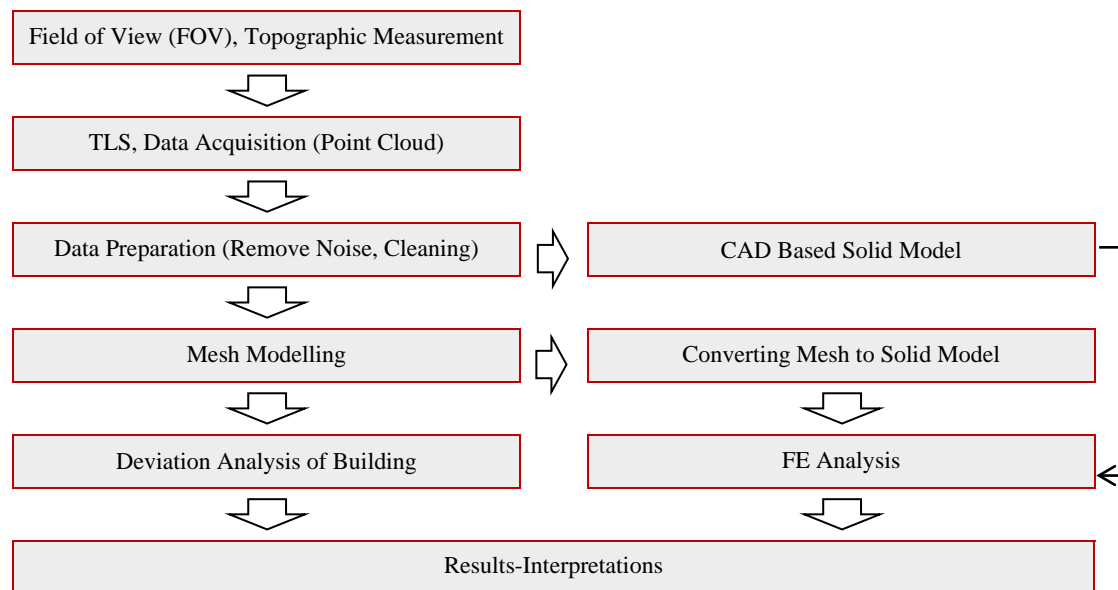 Field of View (FOV), Topographic Measurement
TLS, Data Acquisition (Point Cloud)
Data Preparation (Remove Noise, Cleaning)
CAD Based Solid Model
Mesh Modelling
Converting Mesh to Solid Model
Deviation Analysis of Building
FE Analysis
Results-Interpretations